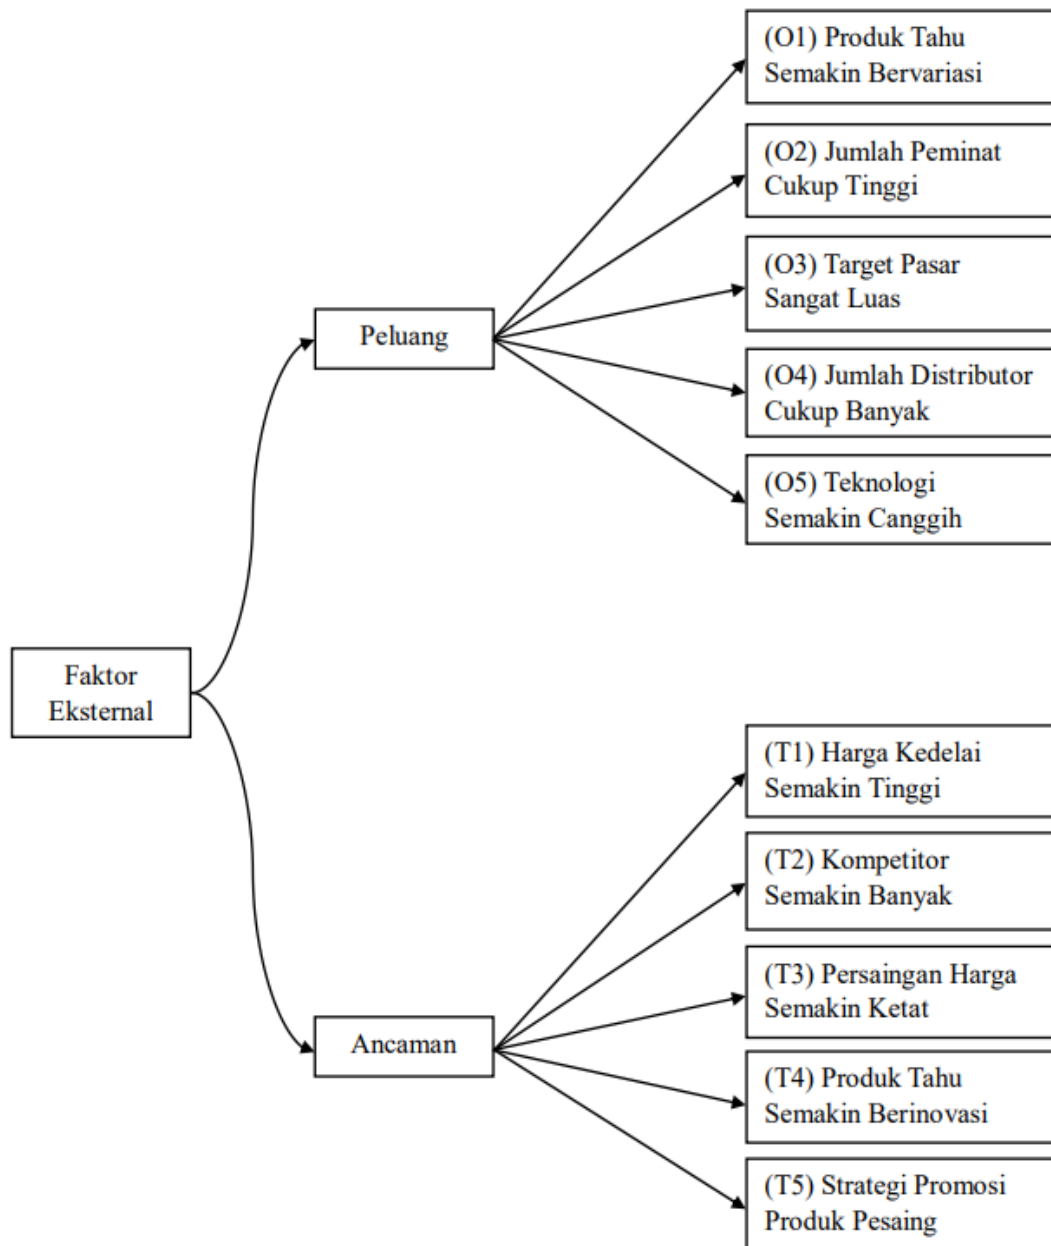 (O1) Produk Tahu
Semakin Bervariasi
(O2) Jumlah Peminat
Cukup Tinggi
(O3) Target Pasar
Sangat Luas
Peluang
(O4) Jumlah Distributor
Cukup Banyak
(O5) Teknologi
Semakin Canggih
Faktor
Eksternal
(T1) Harga Kedelai
Semakin Tinggi
(T2) Kompetitor
Semakin Banyak
(T3) Persaingan Harga
Semakin Ketat
Ancaman
(T4) Produk Tahu
Semakin Berinovasi
(T5) Strategi Promosi
Produk Pesaing